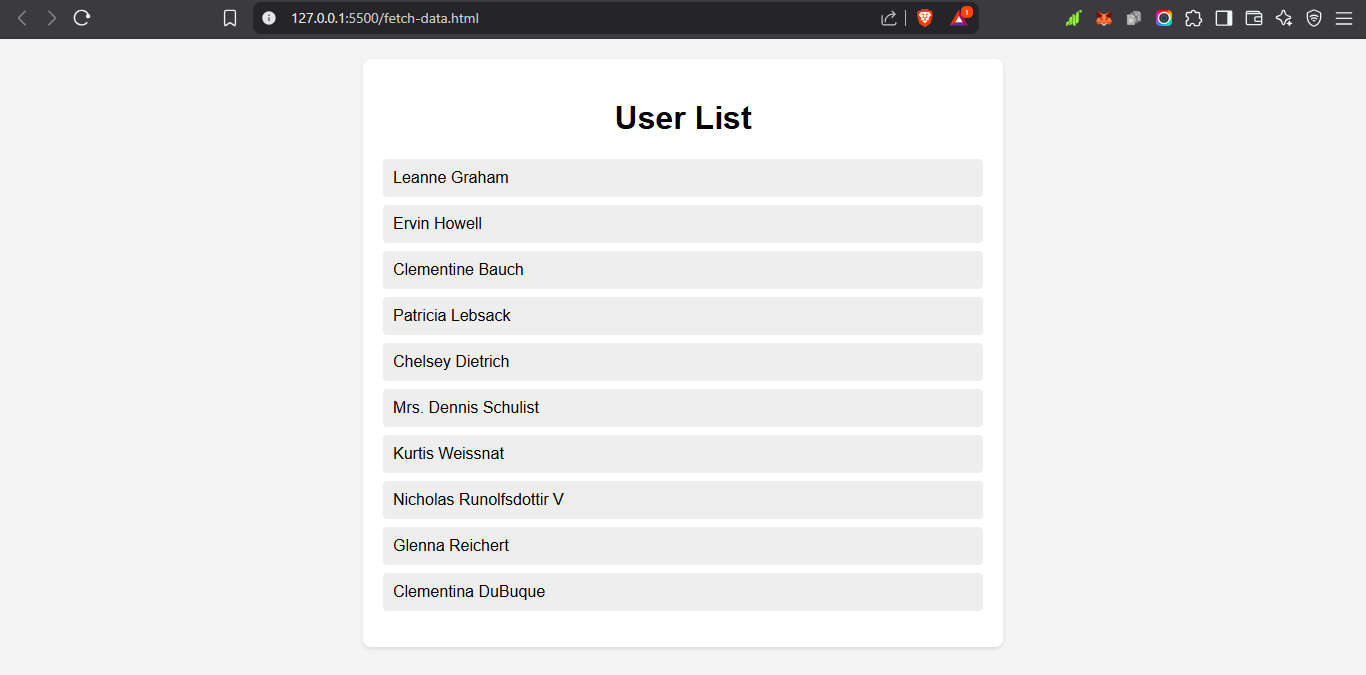 127.0.0.1:5500/fetch-data.html
1
User List
Leanne Graham
Ervin Howell
Clementine Bauch
Patricia Lebsack
Chelsey Dietrich
Mrs. Dennis Schulist
Kurtis Weissnat
Nicholas Runolfsdottir V
Glenna Reichert
Clementina DuBuque